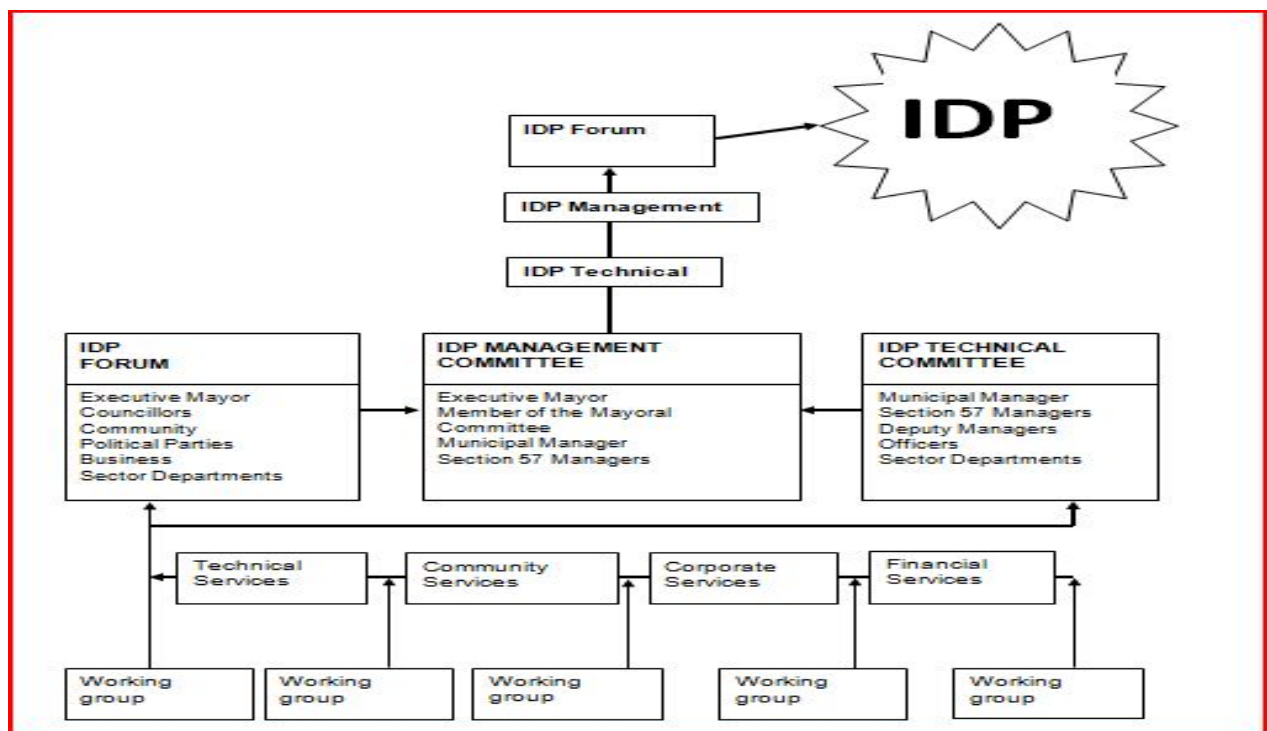 IDP
IDP Forum
IDP Management
IDP Technical
IDP
FORUM
Executive Mayor
Councillors
Community
Political Parties
Business
Sector Departments
IDP MANAGEMENT
COMMITTEE
Executive Mayor
Member of the Mayoral
Committee
Municipal Manager
Section 57 Managers
IDP TECHNICAL
COMMITTEE
Municipal Manager
Section 57 Managers
Deputy Managers
Officers
Sector Departments
Technical
Services
Community
Services
Corporate
Services
Financial
Services
Working
group
Working
group
Working
group
Working
group
Working
group